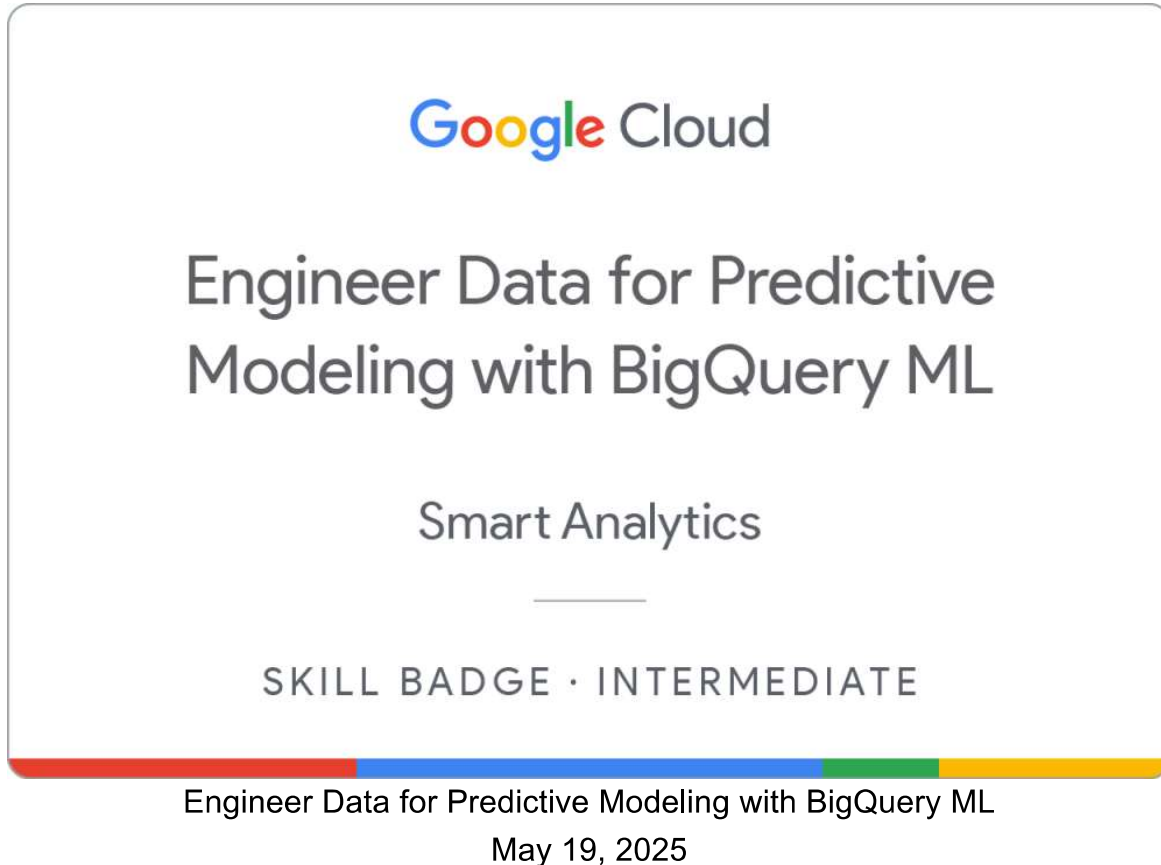 Google Cloud
Engineer Data for Predictive
Modeling with BigQuery ML
Smart Analytics
SKILL BADGE · INTERMEDIATE
Engineer Data for Predictive Modeling with BigQuery ML
May 19, 2025